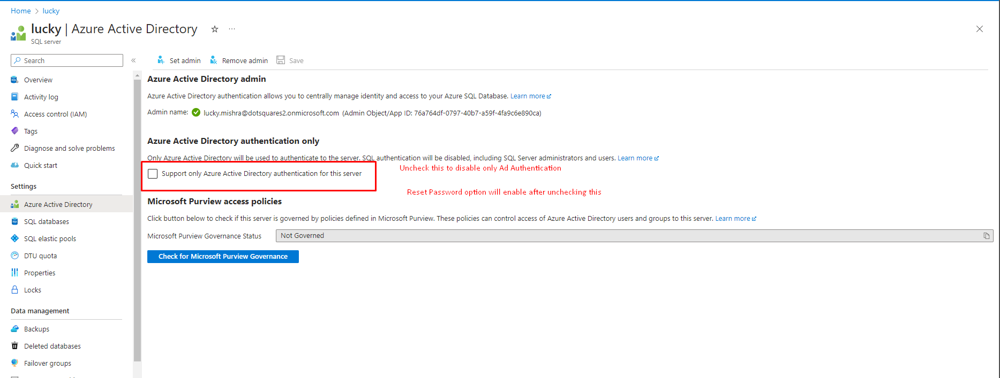 Home > lucky
lucky | Azure Active Directory ☆ ...
SQL server
Search «
Set admin Remove admin Save
Overview
Activity log
Access control (IAM)
Tags
Diagnose and solve problems
Quick start
Settings
Azure Active Directory
SQL databases
SQL elastic pools
DTU quota
Properties
Locks
Data management
Backups
Deleted databases
Failover groups
Azure Active Directory admin
Azure Active Directory authentication allows you to centrally manage identity and access to your Azure SQL Database. Learn more
Admin name: lucky.mishra@dotsquares2.onmicrosoft.com (Admin Object/App ID: 76a764df-0797-40b7-a59f-4fa9c6e890ca)
Azure Active Directory authentication only
Only Azure Active Directory will be used to authenticate to the server. SQL authentication will be disabled, including SQL Server administrators and users. Learn more
Support only Azure Active Directory authentication for this server
Uncheck this to disable only Ad Authentication
Reset Password option will enable after unchecking this
Microsoft Purview access policies
Click button below to check if this server is governed by policies defined in Microsoft Purview. These policies can control access of Azure Active Directory users and groups to this server. Learn more
Microsoft Purview Governance Status Not Governed
Check for Microsoft Purview Governance